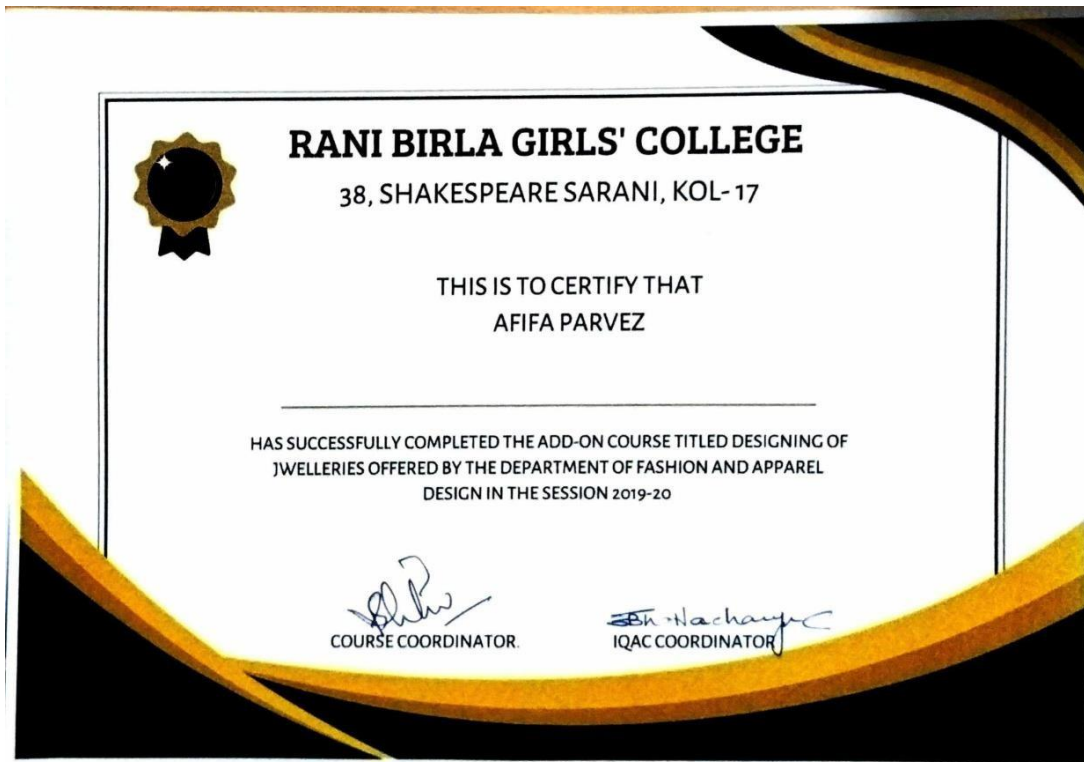 RANI BIRLA GIRLS' COLLEGE
38, SHAKESPEARE SARANI, KOL- 17
THIS IS TO CERTIFY THAT
AFIFA PARVEZ
HAS SUCCESSFULLY COMPLETED THE ADD-ON COURSE TITLED DESIGNING OF
JWELLERIES OFFERED BY THE DEPARTMENT OF FASHION AND APPAREL
DESIGN IN THE SESSION 2019-20
COURSE COORDINATOR.
IQAC COORDINATOR